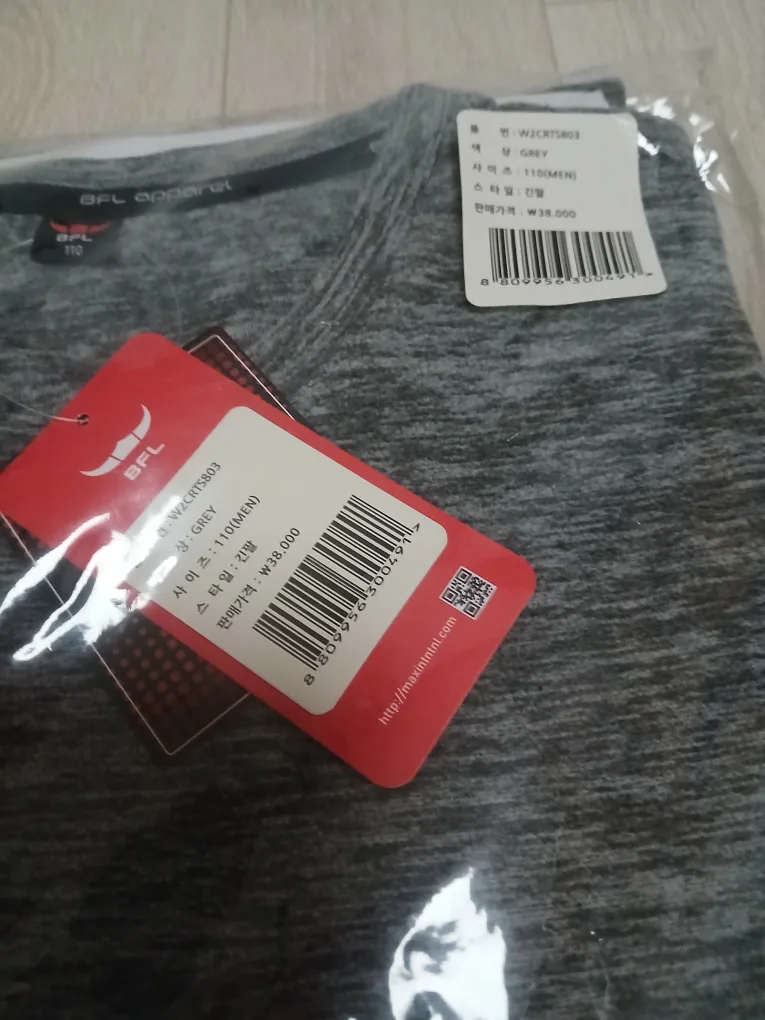 BFL apparel
BFL
110
품 번 : W2CRTS803
색 상 : GREY
사 이 즈 : 110(MEN)
스 타 일 : 긴팔
판매가격 : ₩38.000
8 809956 300491 >
BFL
번 : W2CRTS803
상 : GREY
사 이 즈 : 110(MEN)
스 타 일 : 긴팔
판매가격 : ₩38.000
8 809956 300491 >
http://maxintntnl.com